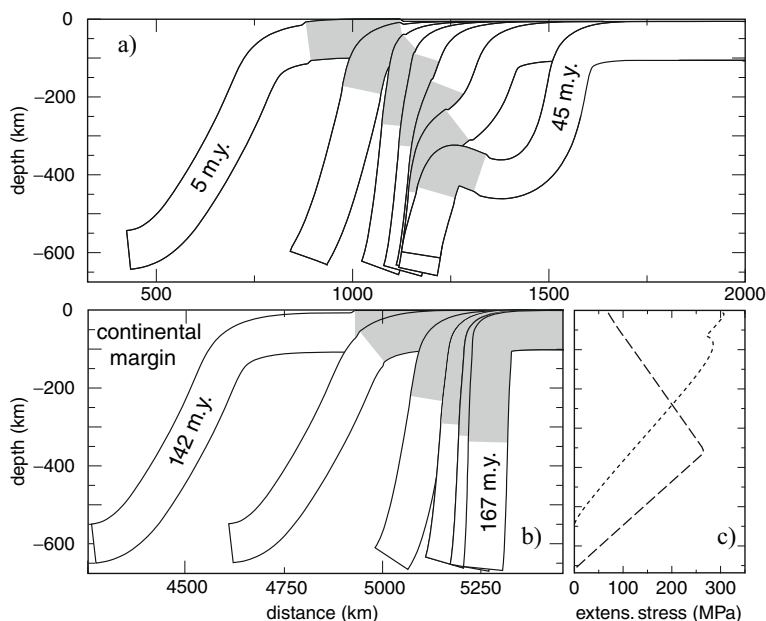 a)
0
−200
−400
−600
depth (km)
5 m.y.
45 m.y.
500
1000
1500
2000
continental
margin
0
−200
−400
−600
depth (km)
142 m.y.
167 m.y.
b)
4500
4750
5000
5250
distance (km)
c)
0
100
200
300
extens. stress (MPa)